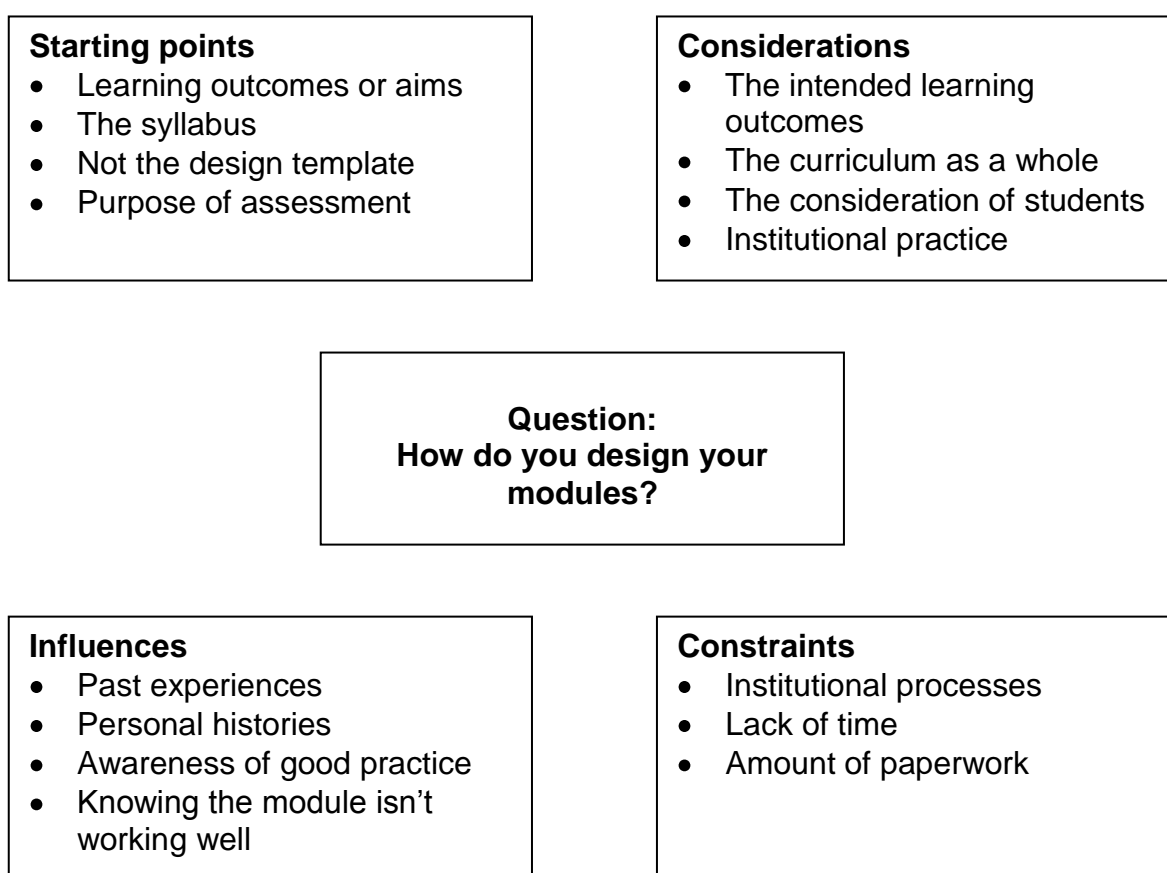 Starting points
• Learning outcomes or aims
• The syllabus
• Not the design template
• Purpose of assessment
Considerations
• The intended learning
outcomes
• The curriculum as a whole
• The consideration of students
• Institutional practice
Question:
How do you design your
modules?
Influences
• Past experiences
• Personal histories
• Awareness of good practice
• Knowing the module isn’t
working well
Constraints
• Institutional processes
• Lack of time
• Amount of paperwork